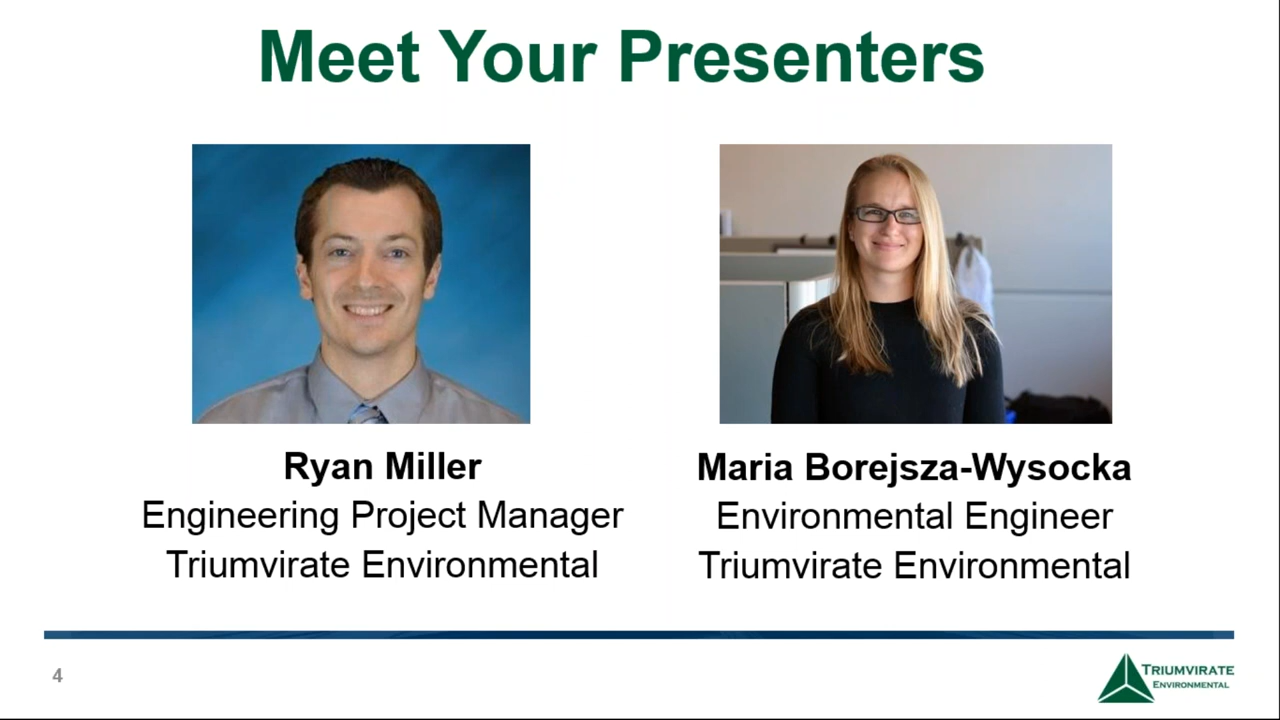 Meet Your Presenters
Ryan Miller
Engineering Project Manager
Triumvirate Environmental
Maria Borejsza-Wysocka
Environmental Engineer
Triumvirate Environmental
4
TRIUMVIRATE
ENVIRONMENTAL